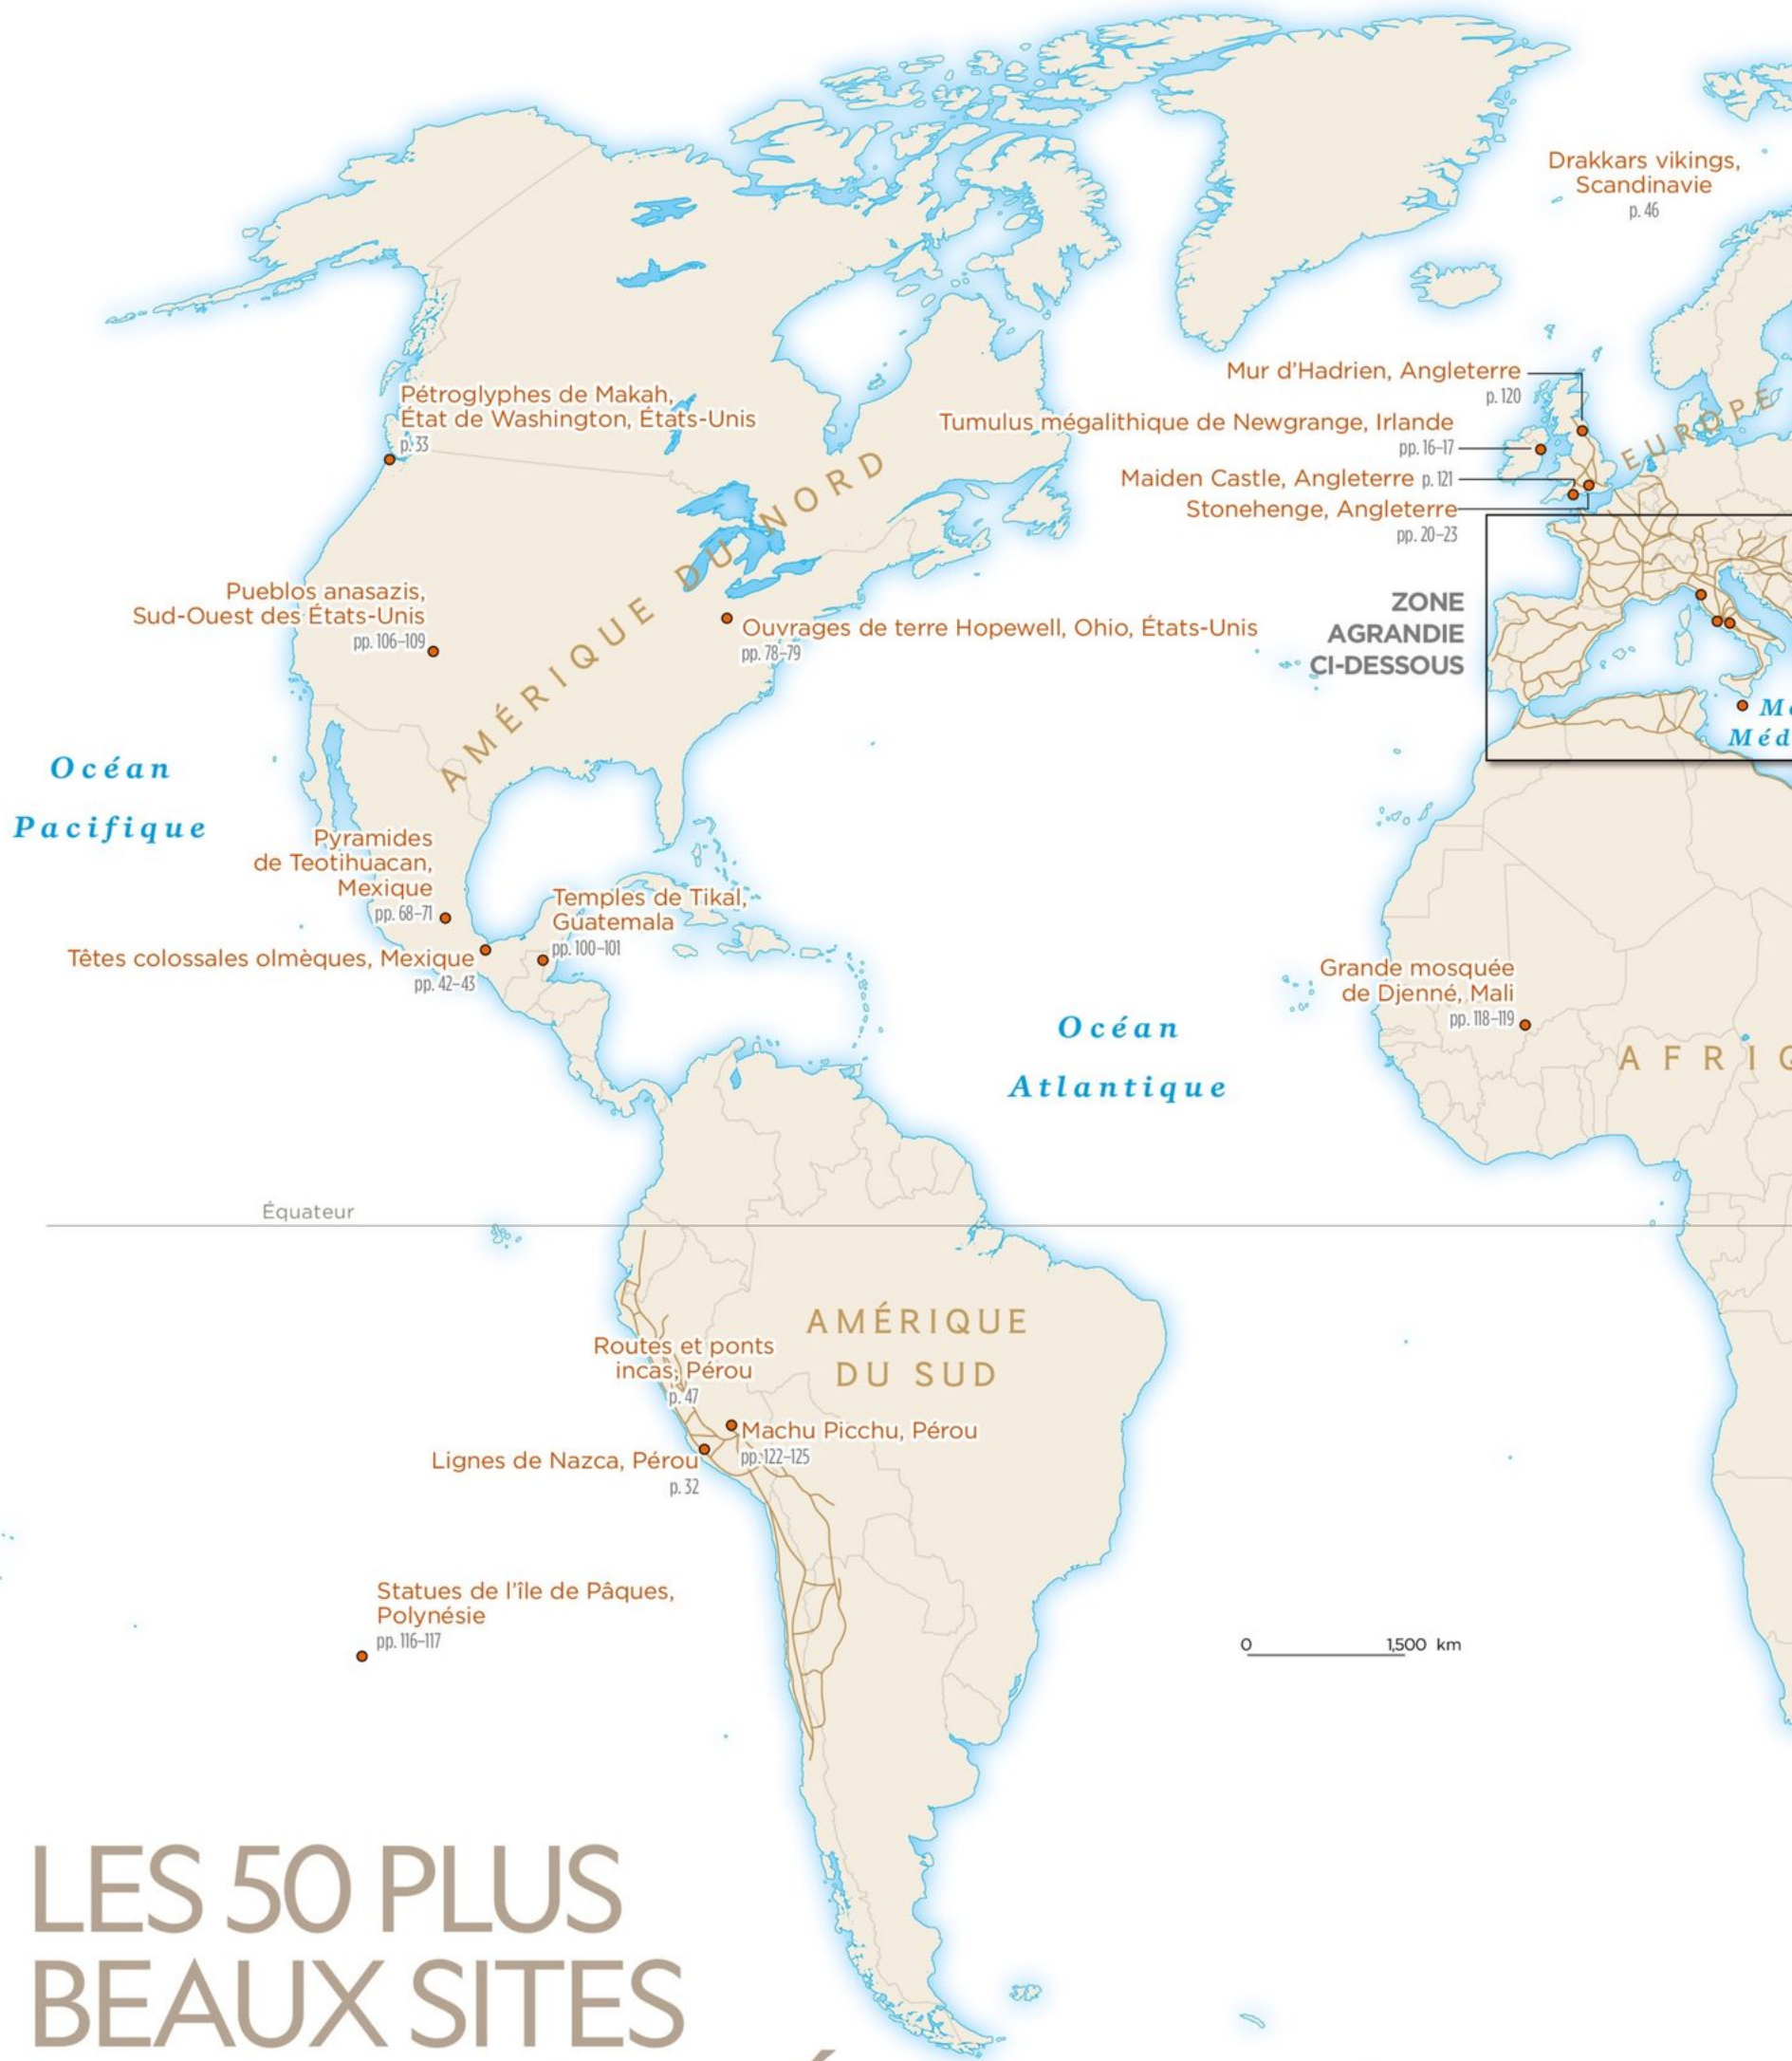 Drakkars vikings,
Scandinavie
p. 46
Mur d'Hadrien, Angleterre
p. 120
Pétroglyphes de Makah,
État de Washington, États-Unis
p. 33
Tumulus mégalithique de Newgrange, Irlande
pp. 16–17
EUROPE
Maiden Castle, Angleterre p. 121
Stonehenge, Angleterre
pp. 20–23
AMÉRIQUE DU NORD
Pueblos anasazis,
Sud-Ouest des États-Unis
pp. 106–109
Ouvrages de terre Hopewell, Ohio, États-Unis
pp. 78–79
ZONE
AGRANDIE
CI-DESSOUS
M
Méd
Océan
Pacifique
Pyramides
de Teotihuacan,
Mexique
pp. 68–71
Temples de Tikal,
Guatemala
pp. 100–101
Têtes colossales olmèques, Mexique
pp. 42–43
Grande mosquée
de Djenné, Mali
pp. 118–119
Océan
Atlantique
AFRI
Équateur
AMÉRIQUE
DU SUD
Routes et ponts
incas, Pérou
p. 47
Machu Picchu, Pérou
pp. 122–125
Lignes de Nazca, Pérou
p. 32
Statues de l'île de Pâques,
Polynésie
pp. 116–117
0 1,500 km
LES 50 PLUS
BEAUX SITES